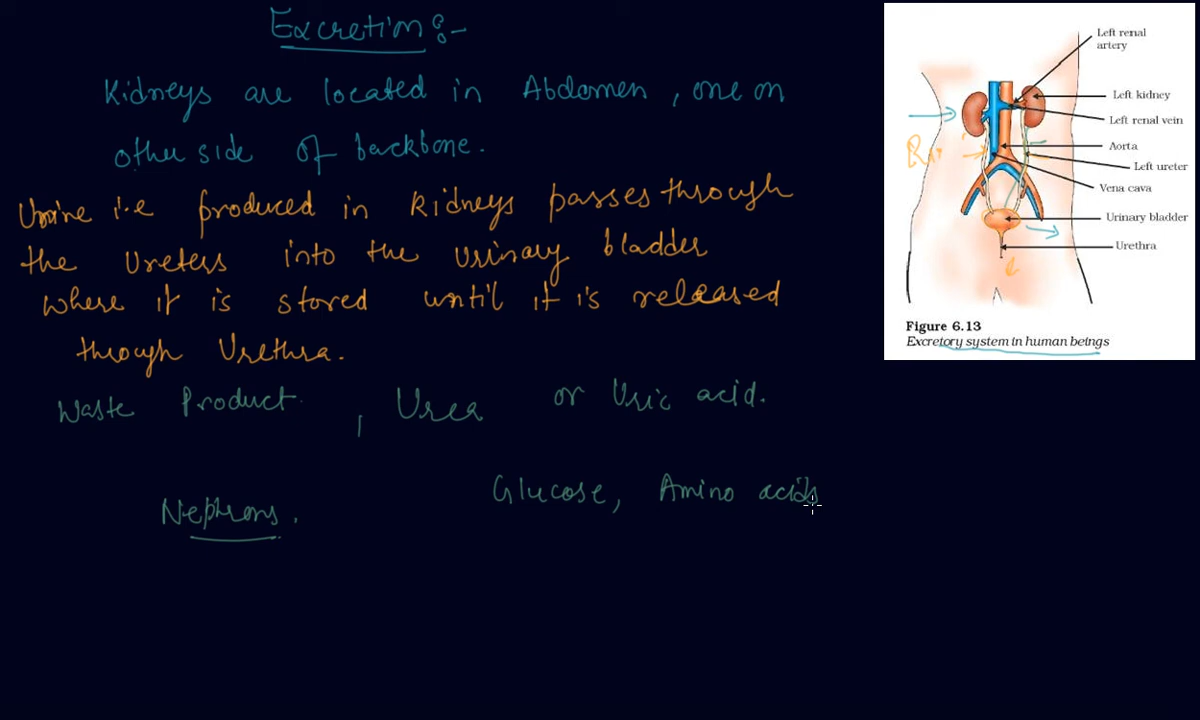 Excretion :-
Kidneys are located in Abdomen, one on
other side of backbone.
Urine i.e produced in kidneys passes through
the Ureters into the urinary bladder
where it is stored until it is released
through Urethra.
Waste Product , Urea or Uric acid.
Nephrons. Glucose, Amino acids
Left renal
artery
Left kidney
Left renal vein
Aorta
Left ureter
Vena cava
Urinary bladder
Urethra
Figure 6.13
Excretory system in human beings